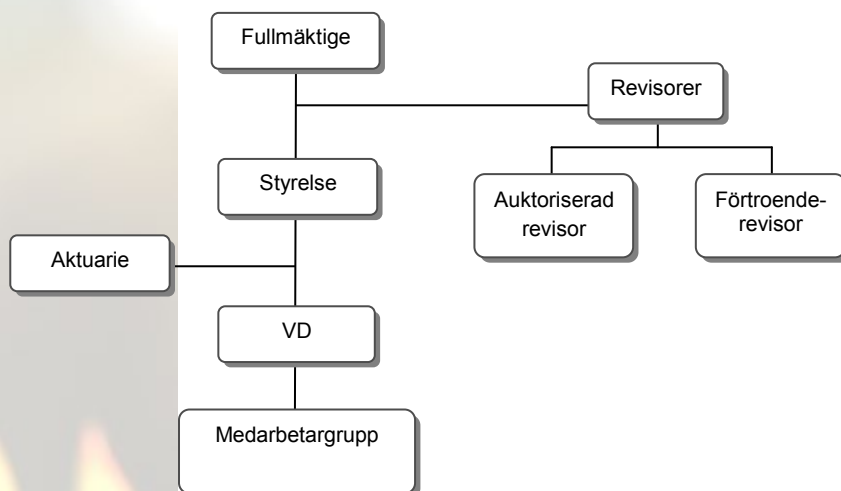 Fullmäktige
Revisorer
Styrelse
Auktoriserad
revisor
Förtroende-
revisor
Aktuarie
VD
Medarbetargrupp